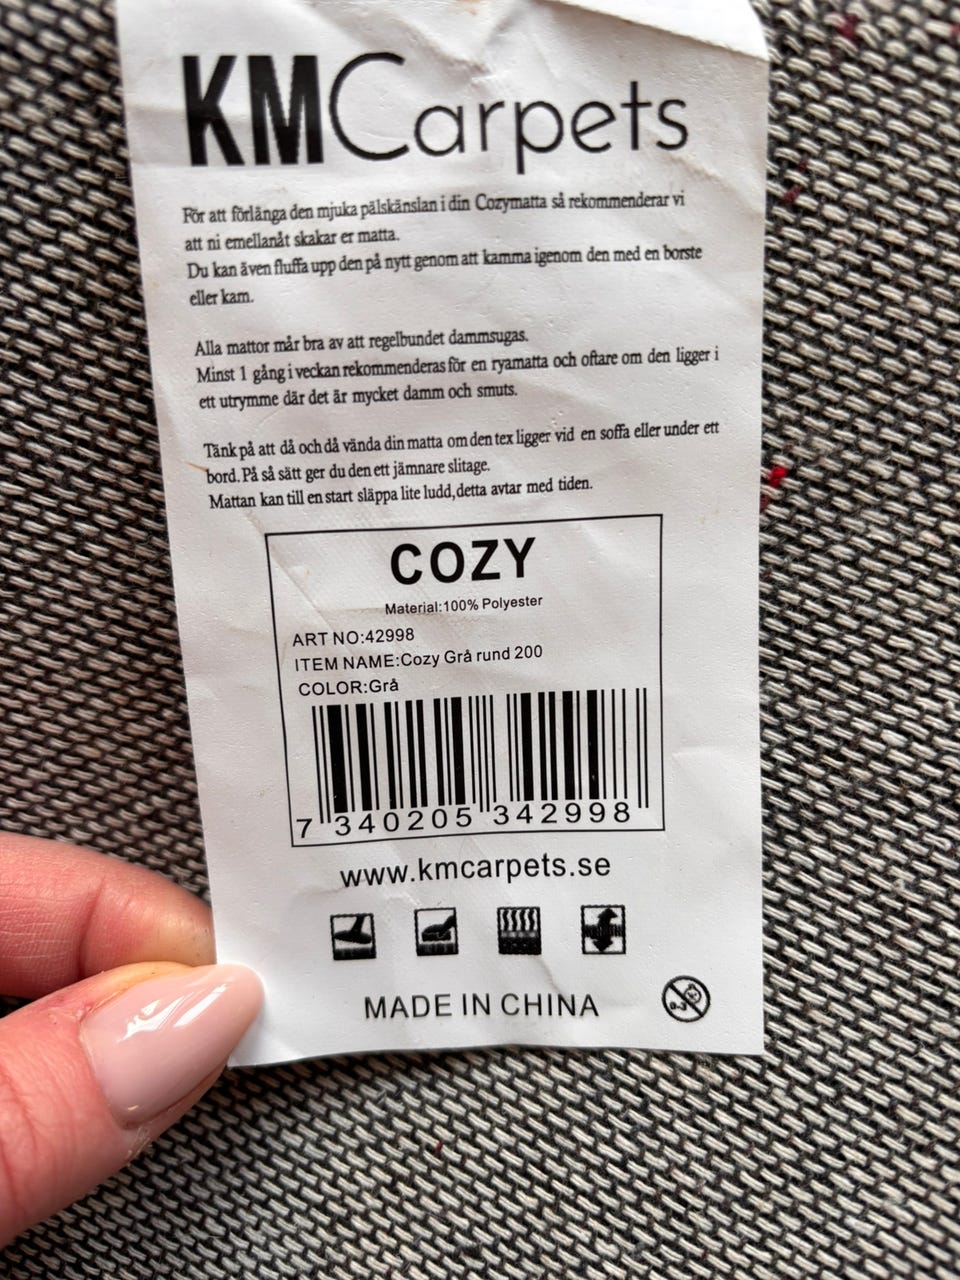 KMCarpets
För att förlänga den mjuka pälskänslan i din Cozymatta så rekommenderar vi
att ni emellanåt skakar er matta.
Du kan även fluffa upp den på nytt genom att kamma igenom den med en borste
eller kam.
Alla mattor mår bra av att regelbundet dammsugas.
Minst 1 gång i veckan rekommenderas för en ryamatta och oftare om den ligger i
ett utrymme där det är mycket damm och smuts.
Tänk på att då och då vända din matta om den tex ligger vid en soffa eller under ett
bord. På så sätt ger du den ett jämnare slitage.
Mattan kan till en start släppa lite ludd, detta avtar med tiden.
COZY
Material:100% Polyester
ART NO:42998
ITEM NAME:Cozy Grå rund 200
COLOR:Grå
7 340205 342998
www.kmcarpets.se
MADE IN CHINA